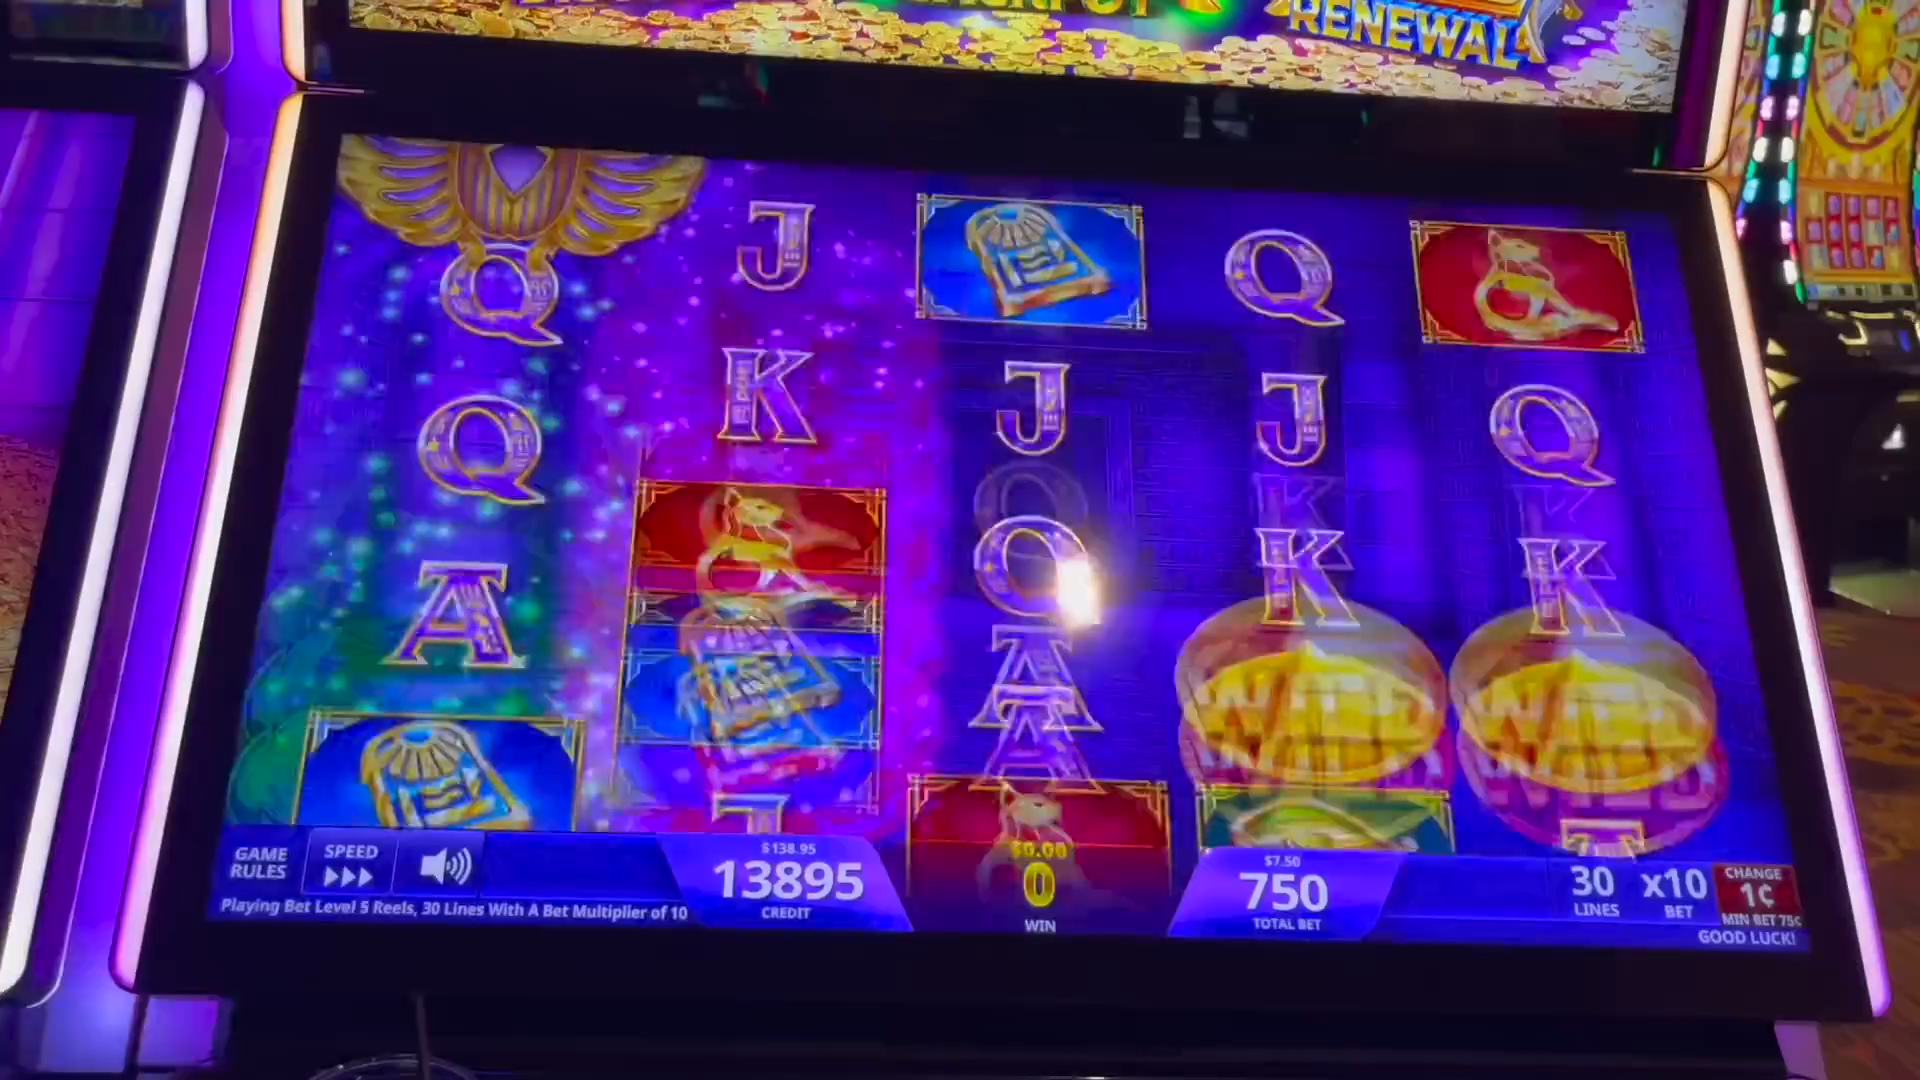 RENEWAL
Q J Q
Q K J J Q
A Q K K
A
WILD WILD
GAME RULES
SPEED
$138.95
13895
CREDIT
$0.00
0
WIN
$7.50
750
TOTAL BET
30
LINES
x10
BET
CHANGE
1¢
MIN BET 75¢
Playing Bet Level 5 Reels, 30 Lines With A Bet Multiplier of 10
GOOD LUCK!